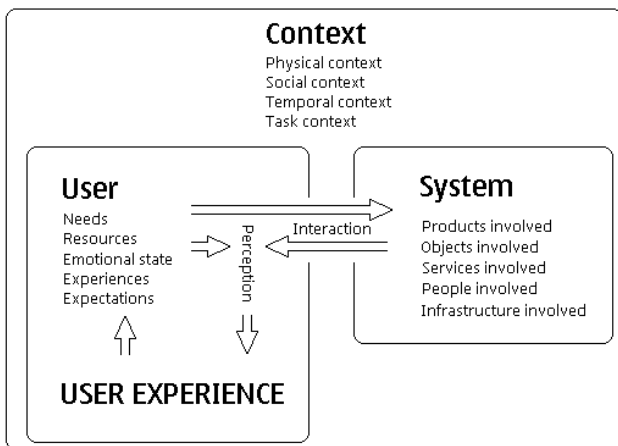 Context
Physical context
Social context
Temporal context
Task context
User
Needs
Resources
Emotional state
Experiences
Expectations
Perception
Interaction
System
Products involved
Objects involved
Services involved
People involved
Infrastructure involved
USER EXPERIENCE